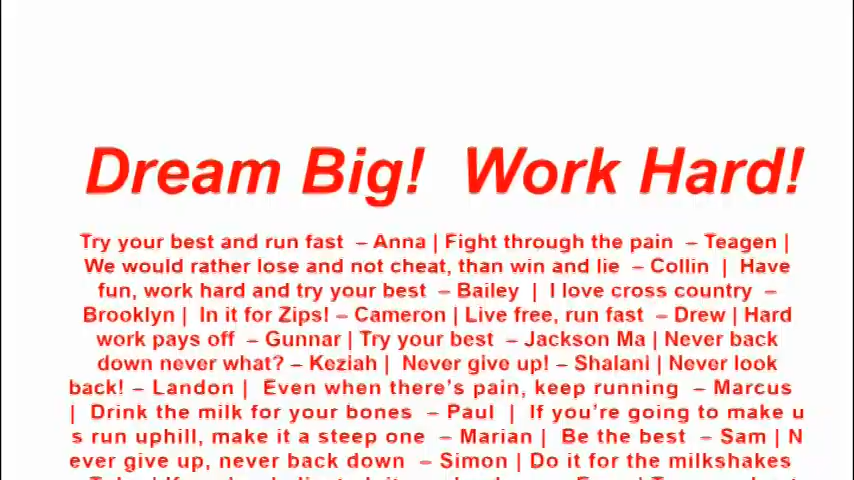 Dream Big!  Work Hard!
Try your best and run fast  – Anna | Fight through the pain  – Teagen |
We would rather lose and not cheat, than win and lie  – Collin  |  Have
fun, work hard and try your best  – Bailey  |  I love cross country  –
Brooklyn |  In it for Zips! – Cameron | Live free, run fast  – Drew | Hard
work pays off  – Gunnar | Try your best  – Jackson Ma | Never back
down never what? – Keziah |  Never give up! – Shalani | Never look
back! – Landon |  Even when there's pain, keep running  – Marcus
|  Drink the milk for your bones  – Paul  |  If you're going to make u
s run uphill, make it a steep one  – Marian |  Be the best  – Sam | N
ever give up, never back down  – Simon | Do it for the milkshakes